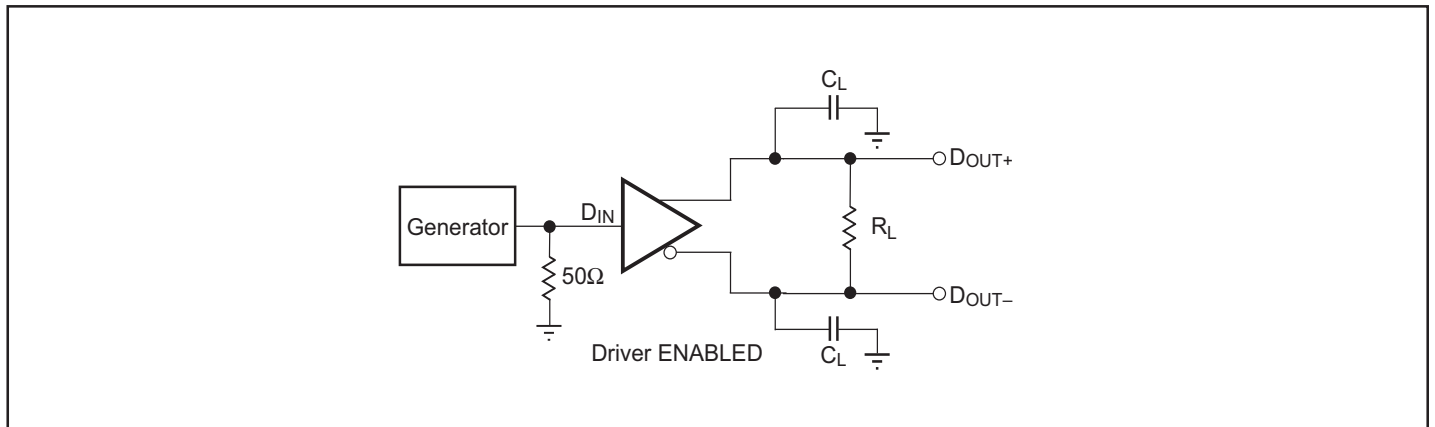 CL
DOUT+
DIN
Generator
RL
50Ω
DOUT–
Driver ENABLED
CL